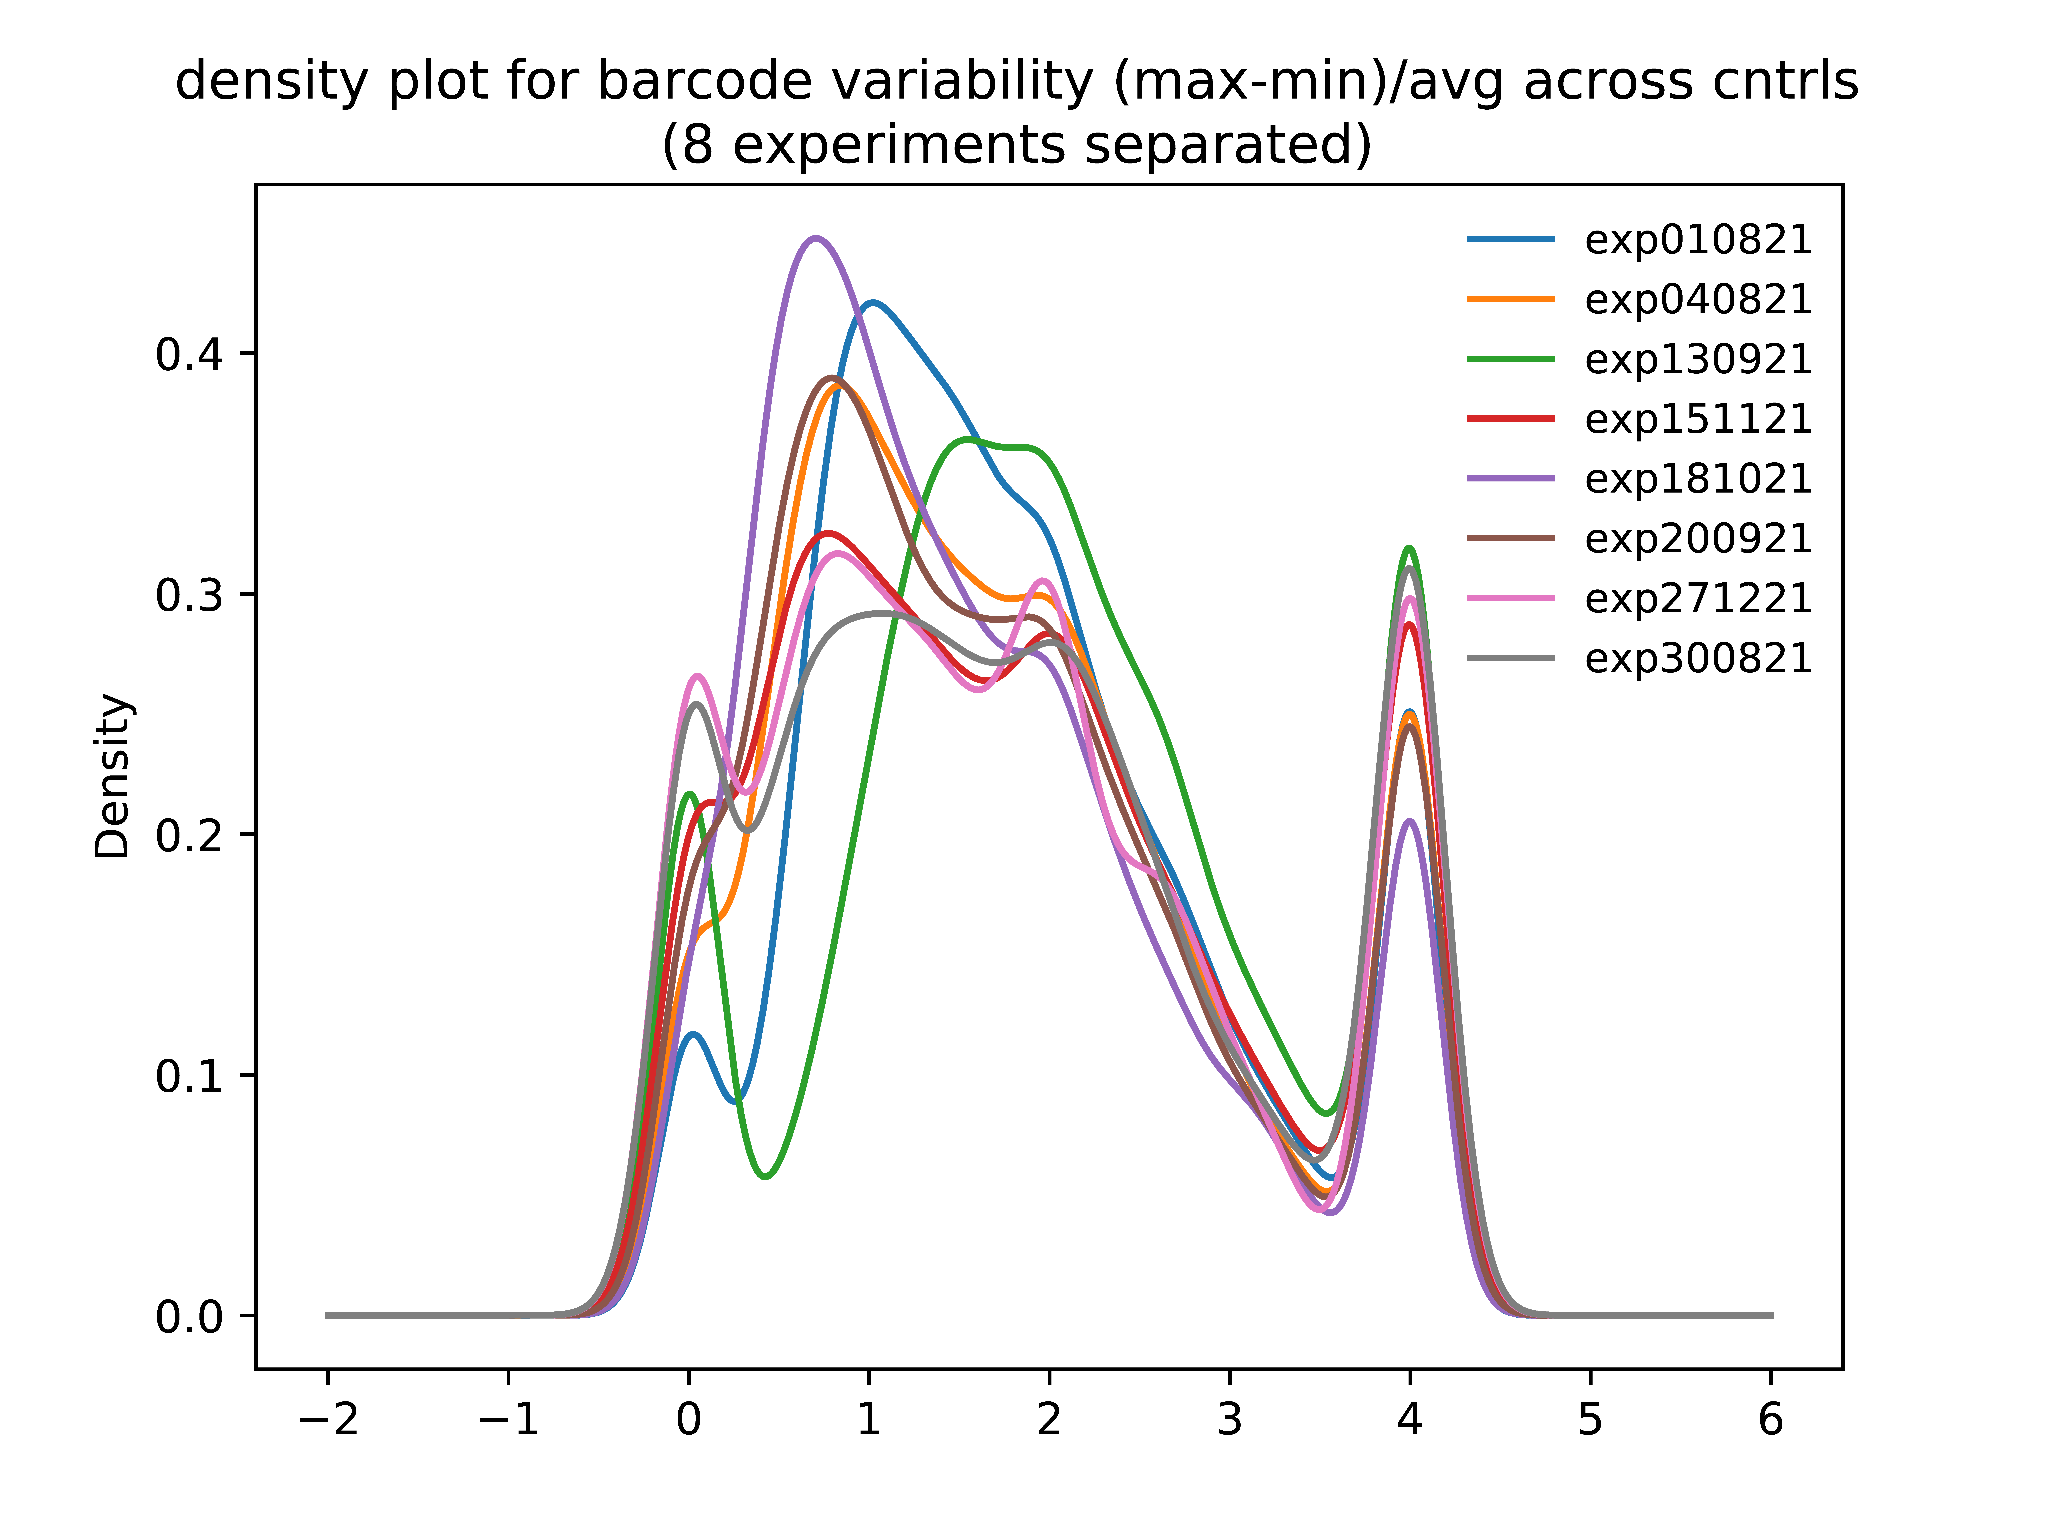 density plot for barcode variability (max-min)/avg across cntrls
(8 experiments separated)
exp010821
exp040821
exp130921
exp151121
exp181021
exp200921
exp271221
exp300821
Density
0.4
0.3
0.2
0.1
0.0
−2 −1 0 1 2 3 4 5 6